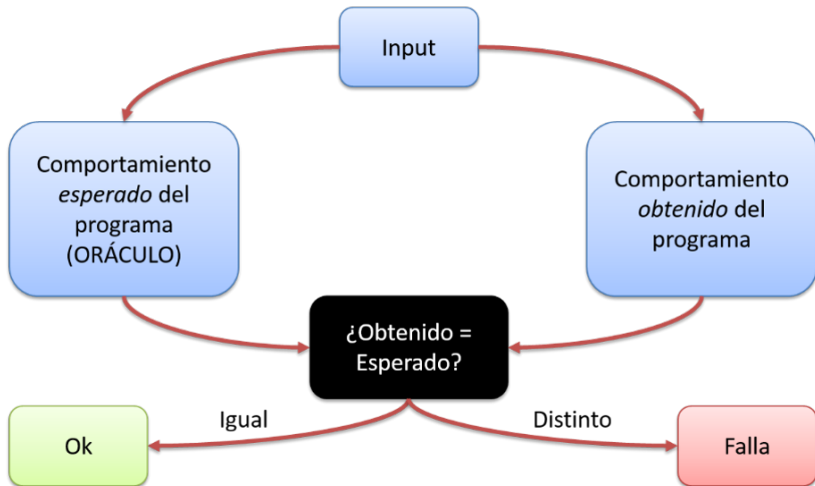 Input
Comportamiento
esperado del
programa
(ORÁCULO)
Comportamiento
obtenido del
programa
¿Obtenido =
Esperado?
Igual
Distinto
Ok
Falla